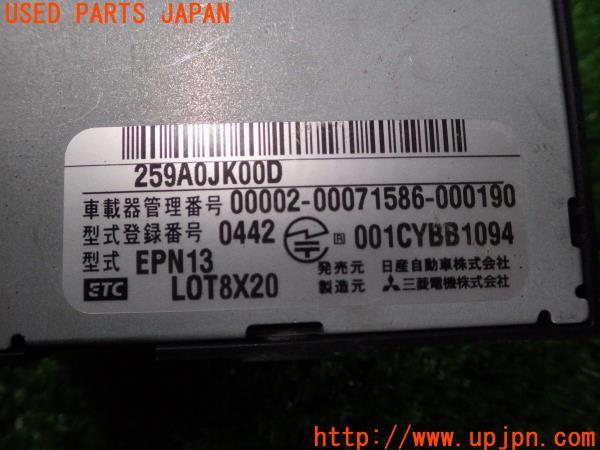 USED PARTS JAPAN
259A0JK00D
車載器管理番号 00002-00071586-000190
型式登録番号 0442 R 001CYBB1094
型式 EPN13 発売元 日産自動車株式会社
ETC LOT8X20 製造元 三菱電機株式会社
http://www.upjpn.com/